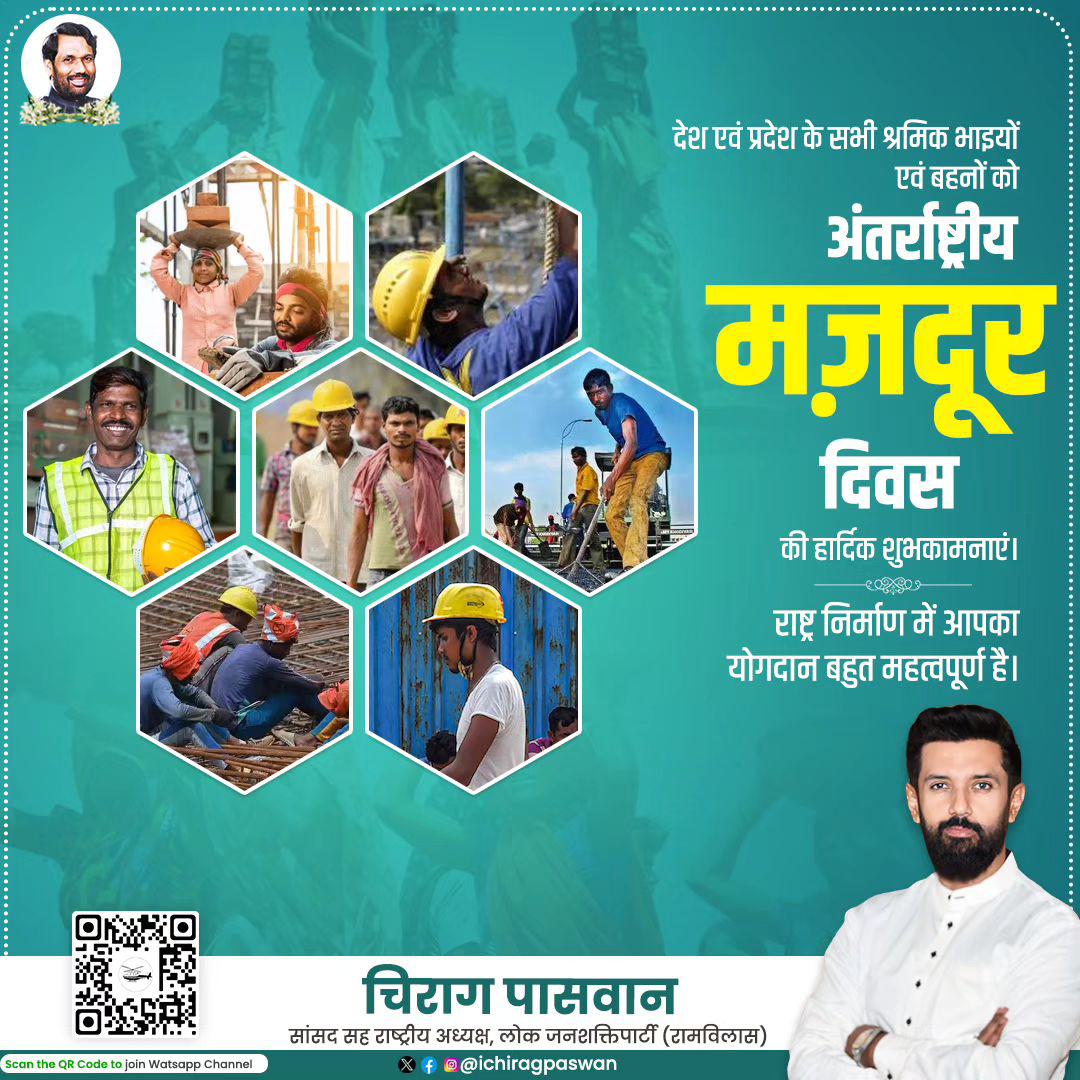 देश एवं प्रदेश के सभी श्रमिक भाइयों
एवं बहनों को
अंतर्राष्ट्रीय
मज़दूर
दिवस
की हार्दिक शुभकामनाएं।
राष्ट्र निर्माण में आपका
योगदान बहुत महत्वपूर्ण है।
चिराग पासवान
सांसद सह राष्ट्रीय अध्यक्ष, लोक जनशक्तिपार्टी (रामविलास)
Scan the QR Code to join Watsapp Channel
@ichiragpaswan